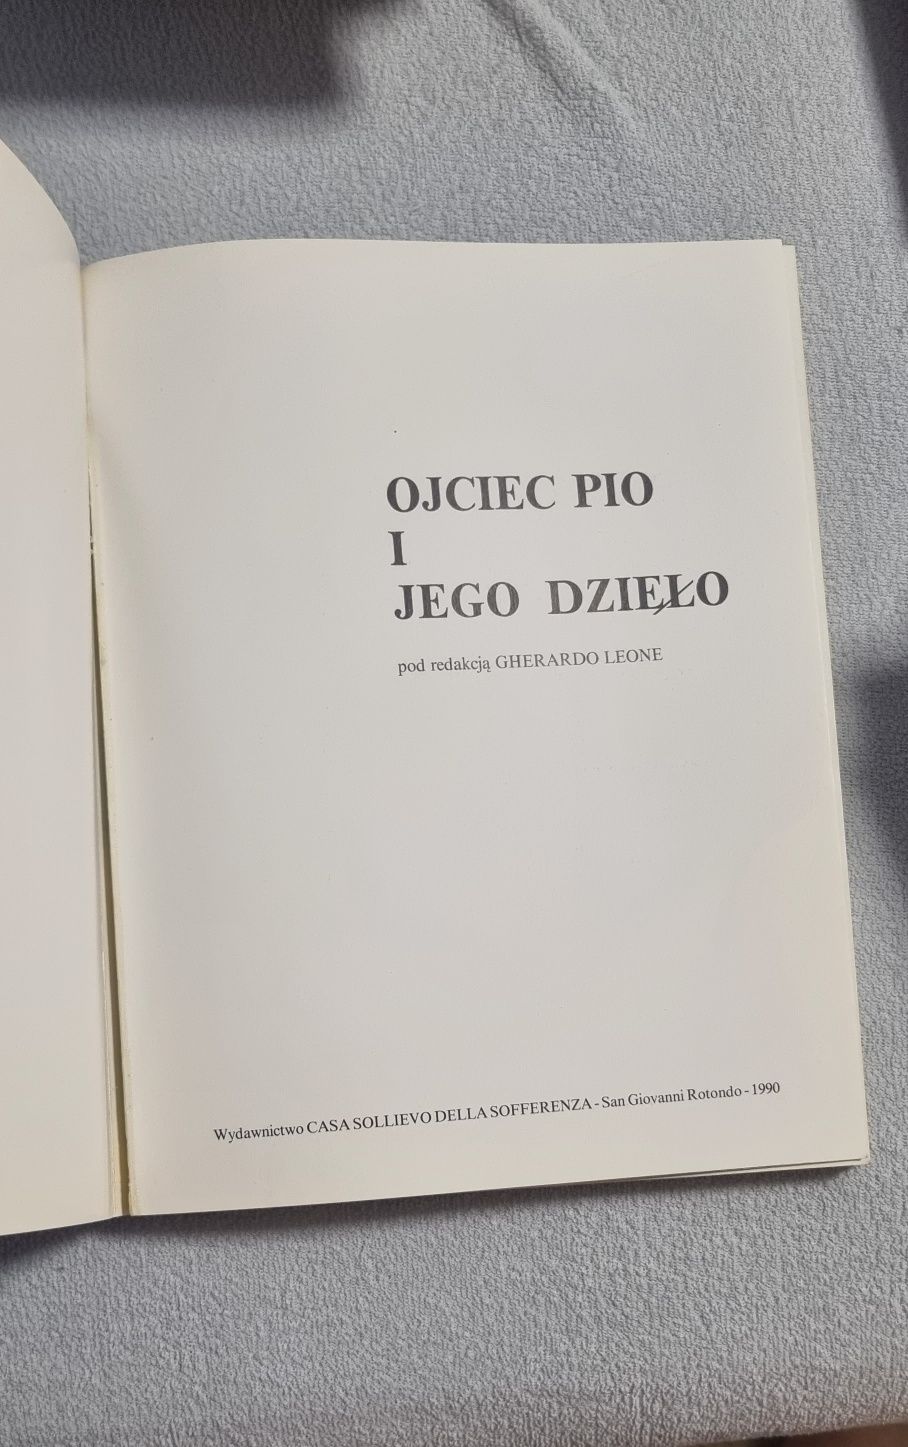 OJCIEC PIO
I
JEGO DZIEŁO
pod redakcją GHERARDO LEONE
Wydawnictwo CASA SOLLIEVO DELLA SOFFERENZA - San Giovanni Rotondo - 1990